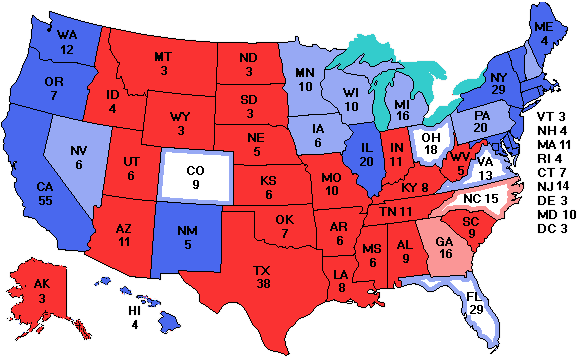 WA
12
OR
7
CA
55
NV
6
ID
4
MT
3
WY
3
UT
6
AZ
11
CO
9
NM
5
ND
3
SD
3
NE
5
KS
6
OK
7
TX
38
MN
10
IA
6
MO
10
AR
6
LA
8
WI
10
IL
20
MI
16
IN
11
OH
18
KY 8
TN 11
MS
6
AL
9
GA
16
FL
29
SC
9
NC 15
VA
13
WV
5
PA
20
NY
29
ME
4
VT 3
NH 4
MA 11
RI 4
CT 7
NJ 14
DE 3
MD 10
DC 3
AK
3
HI
4